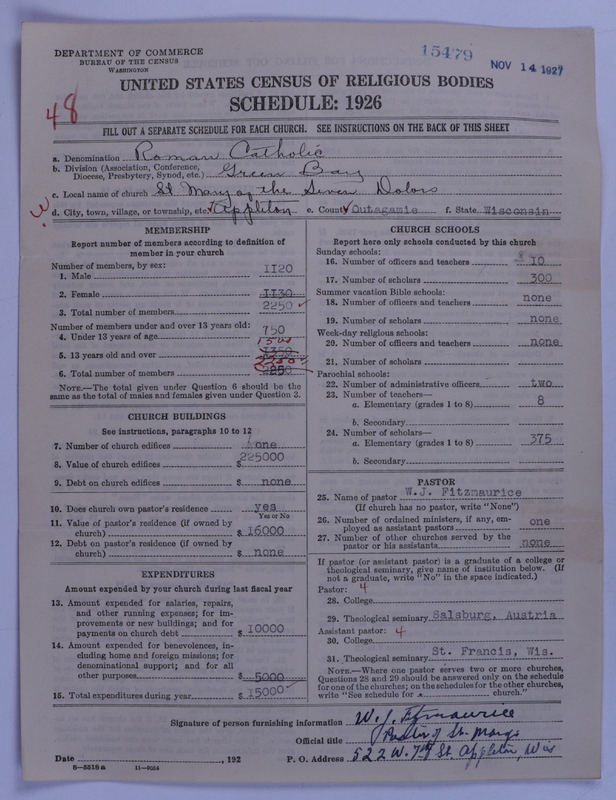 DEPARTMENT OF COMMERCE
BUREAU OF THE CENSUS
WASHINGTON
15479
NOV 14 1927
UNITED STATES CENSUS OF RELIGIOUS BODIES
SCHEDULE: 1926
48
FILL OUT A SEPARATE SCHEDULE FOR EACH CHURCH. SEE INSTRUCTIONS ON THE BACK OF THIS SHEET
a. Denomination Roman Catholic
b. Division (Association, Conference, Diocese, Presbytery, Synod, etc.) Green Bay
c. Local name of church St Mary of the Seven Dolors
d. City, town, village, or township, etc. Appleton e. County Outagamie f. State Wisconsin
MEMBERSHIP
Report number of members according to definition of
member in your church
Number of members, by sex:
1. Male 1120
2. Female 1130
3. Total number of members 2250
Number of members under and over 13 years old:
4. Under 13 years of age 750
5. 13 years old and over 1500
6. Total number of members 2250
NOTE.—The total given under Question 6 should be
same as the total of males and females given under Question 3.
CHURCH BUILDINGS
See instructions, paragraphs 10 to 12
7. Number of church edifices one
8. Value of church edifices $ 225000
9. Debt on church edifices $ none
10. Does church own pastor's residence yes
Yes or No
11. Value of pastor's residence (if owned by
church) $ 16000
12. Debt on pastor's residence (if owned by
church) $ none
EXPENDITURES
Amount expended by your church during last fiscal year
13. Amount expended for salaries, repairs,
and other running expenses; for im-
provements or new buildings; and for
payments on church debt $ 10000
14. Amount expended for benevolences, in-
cluding home and foreign missions; for
denominational support; and for all
other purposes $ 5000
15. Total expenditures during year $ 15000
CHURCH SCHOOLS
Report here only schools conducted by this church
Sunday schools:
16. Number of officers and teachers 10
17. Number of scholars 300
Summer vacation Bible schools:
18. Number of officers and teachers none
19. Number of scholars none
Week-day religious schools:
20. Number of officers and teachers none
21. Number of scholars
Parochial schools:
22. Number of administrative officers two
23. Number of teachers—
a. Elementary (grades 1 to 8) 8
b. Secondary
24. Number of scholars—
a. Elementary (grades 1 to 8) 375
b. Secondary
PASTOR
25. Name of pastor W.J. Fitzmaurice
(If church has no pastor, write "None")
26. Number of ordained ministers, if any, em-
ployed as assistant pastors one
27. Number of other churches served by the
pastor or his assistants none
If pastor (or assistant pastor) is a graduate of a college or
theological seminary, give name of institution below. (If
not a graduate, write "No" in the space indicated.)
Pastor: 4
28. College
29. Theological seminary Salsburg, Austria
Assistant pastor: 4
30. College
31. Theological seminary St. Francis, Wis.
NOTE.—Where one pastor serves two or more churches,
Questions 28 and 29 should be answered only on the schedule
for one of the churches; on the schedules for the other churches,
write "See schedule for church."
Signature of person furnishing information W. J. Fitzmaurice
Official title Pastor of St. Marys
Date , 192 P. O. Address 522 W. 7th St. Appleton, Wis
8-5518a 11-9034